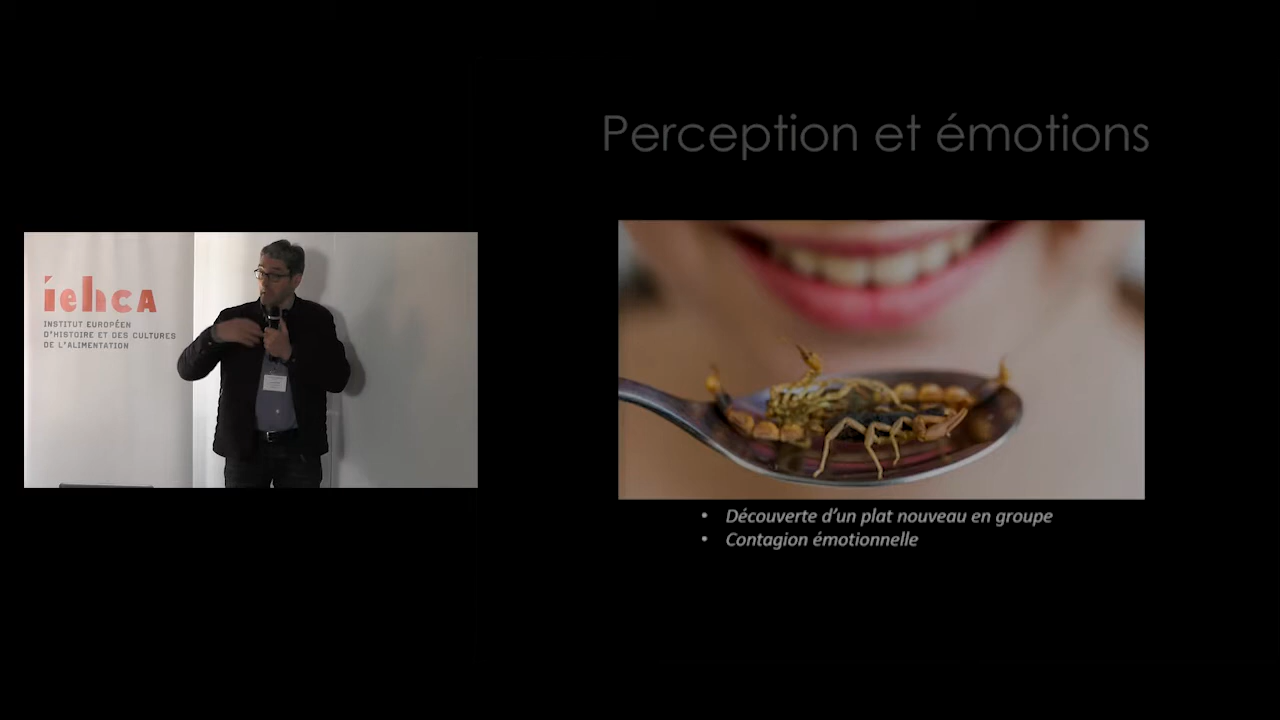 Perception et émotions
iehca
INSTITUT EUROPÉEN
D'HISTOIRE ET DES CULTURES
DE L'ALIMENTATION
• Découverte d'un plat nouveau en groupe
• Contagion émotionnelle